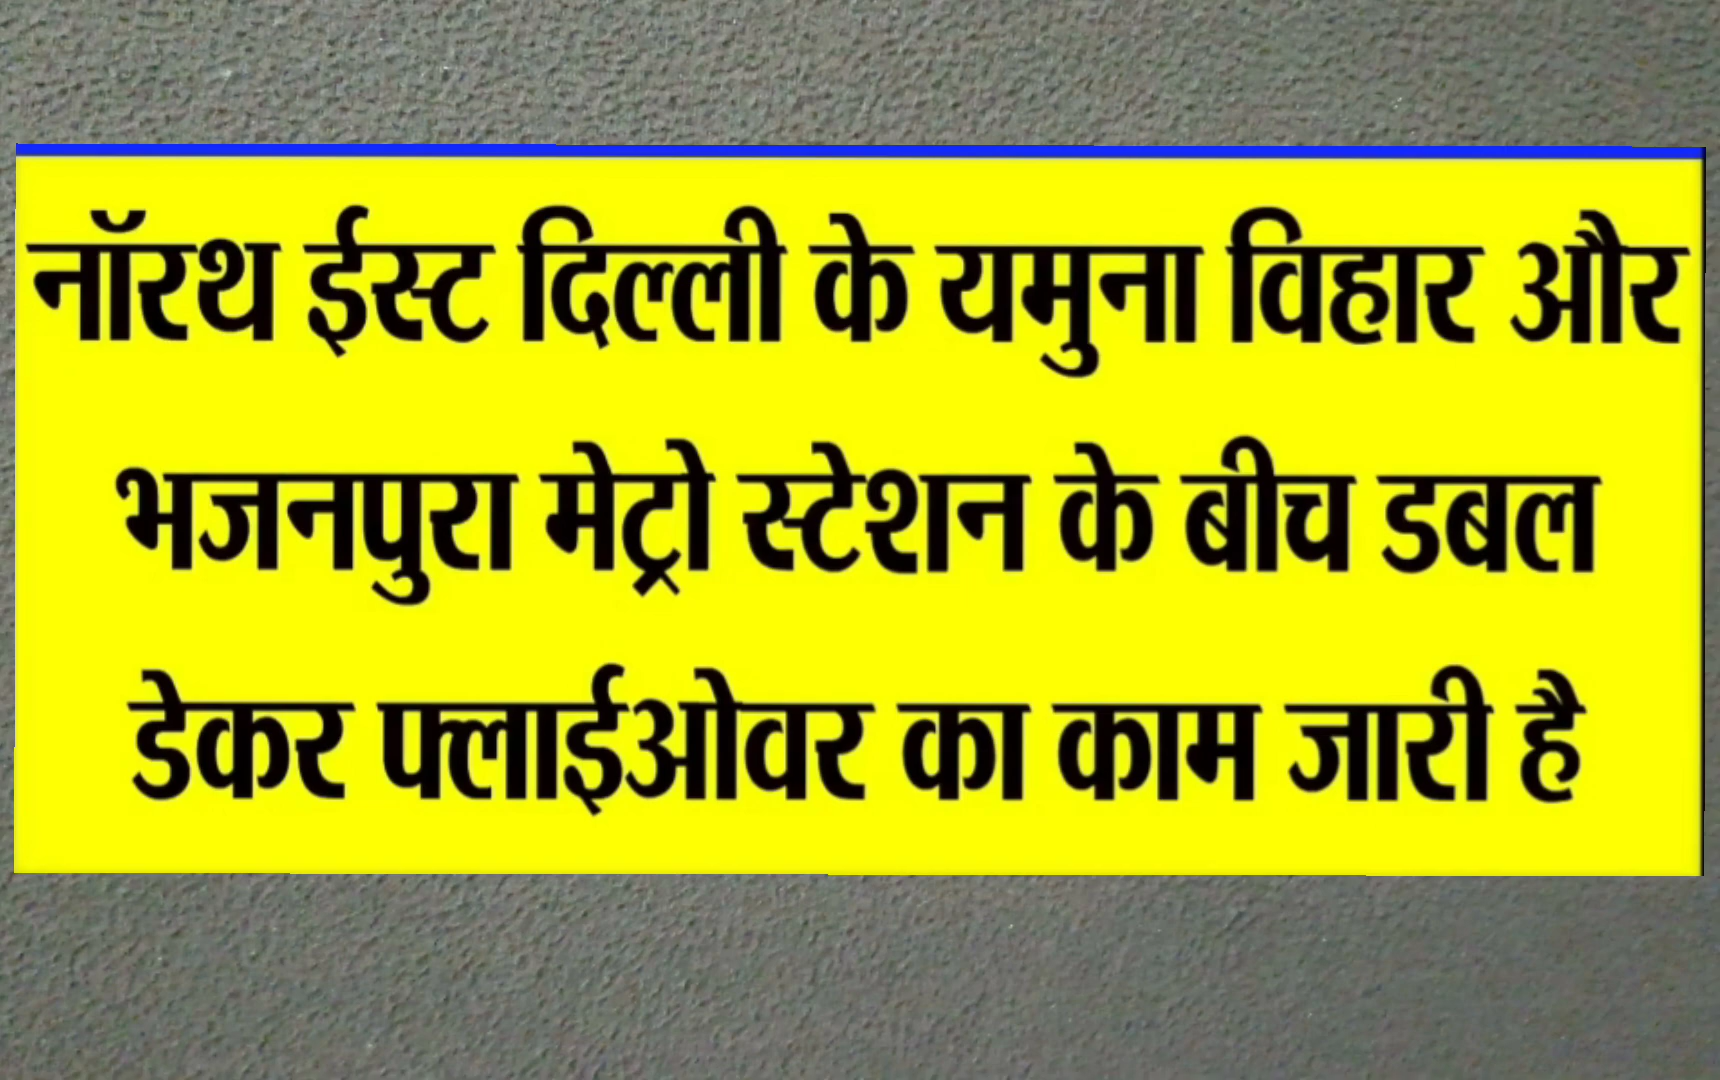 नॉरथ ईस्ट दिल्ली के यमुना विहार और
भजनपुरा मेट्रो स्टेशन के बीच डबल
डेकर फ्लाईओवर का काम जारी है